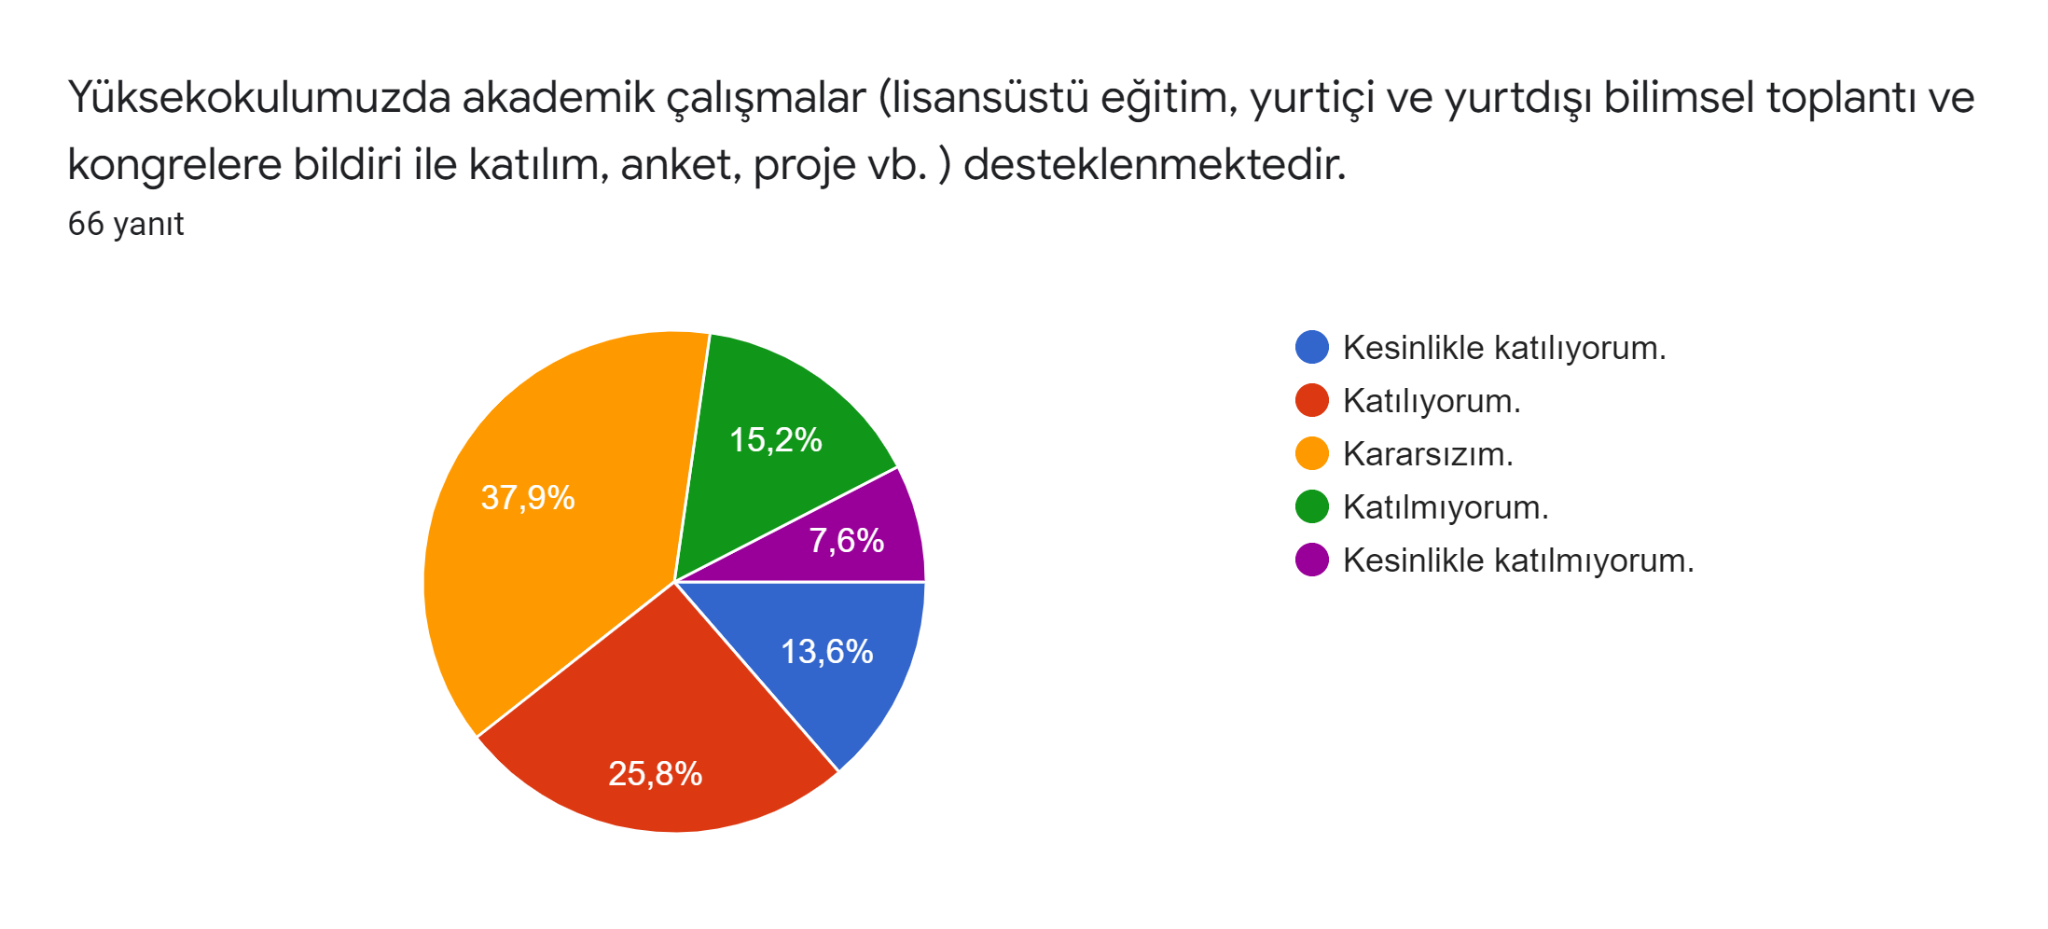 Yüksekokulumuzda akademik çalışmalar (lisansüstü eğitim, yurtiçi ve yurtdışı bilimsel toplantı ve
kongrelere bildiri ile katılım, anket, proje vb. ) desteklenmektedir.
66 yanıt
15,2%
37,9%
7,6%
13,6%
25,8%
Kesinlikle katılıyorum.
Katılıyorum.
Kararsızım.
Katılmıyorum.
Kesinlikle katılmıyorum.